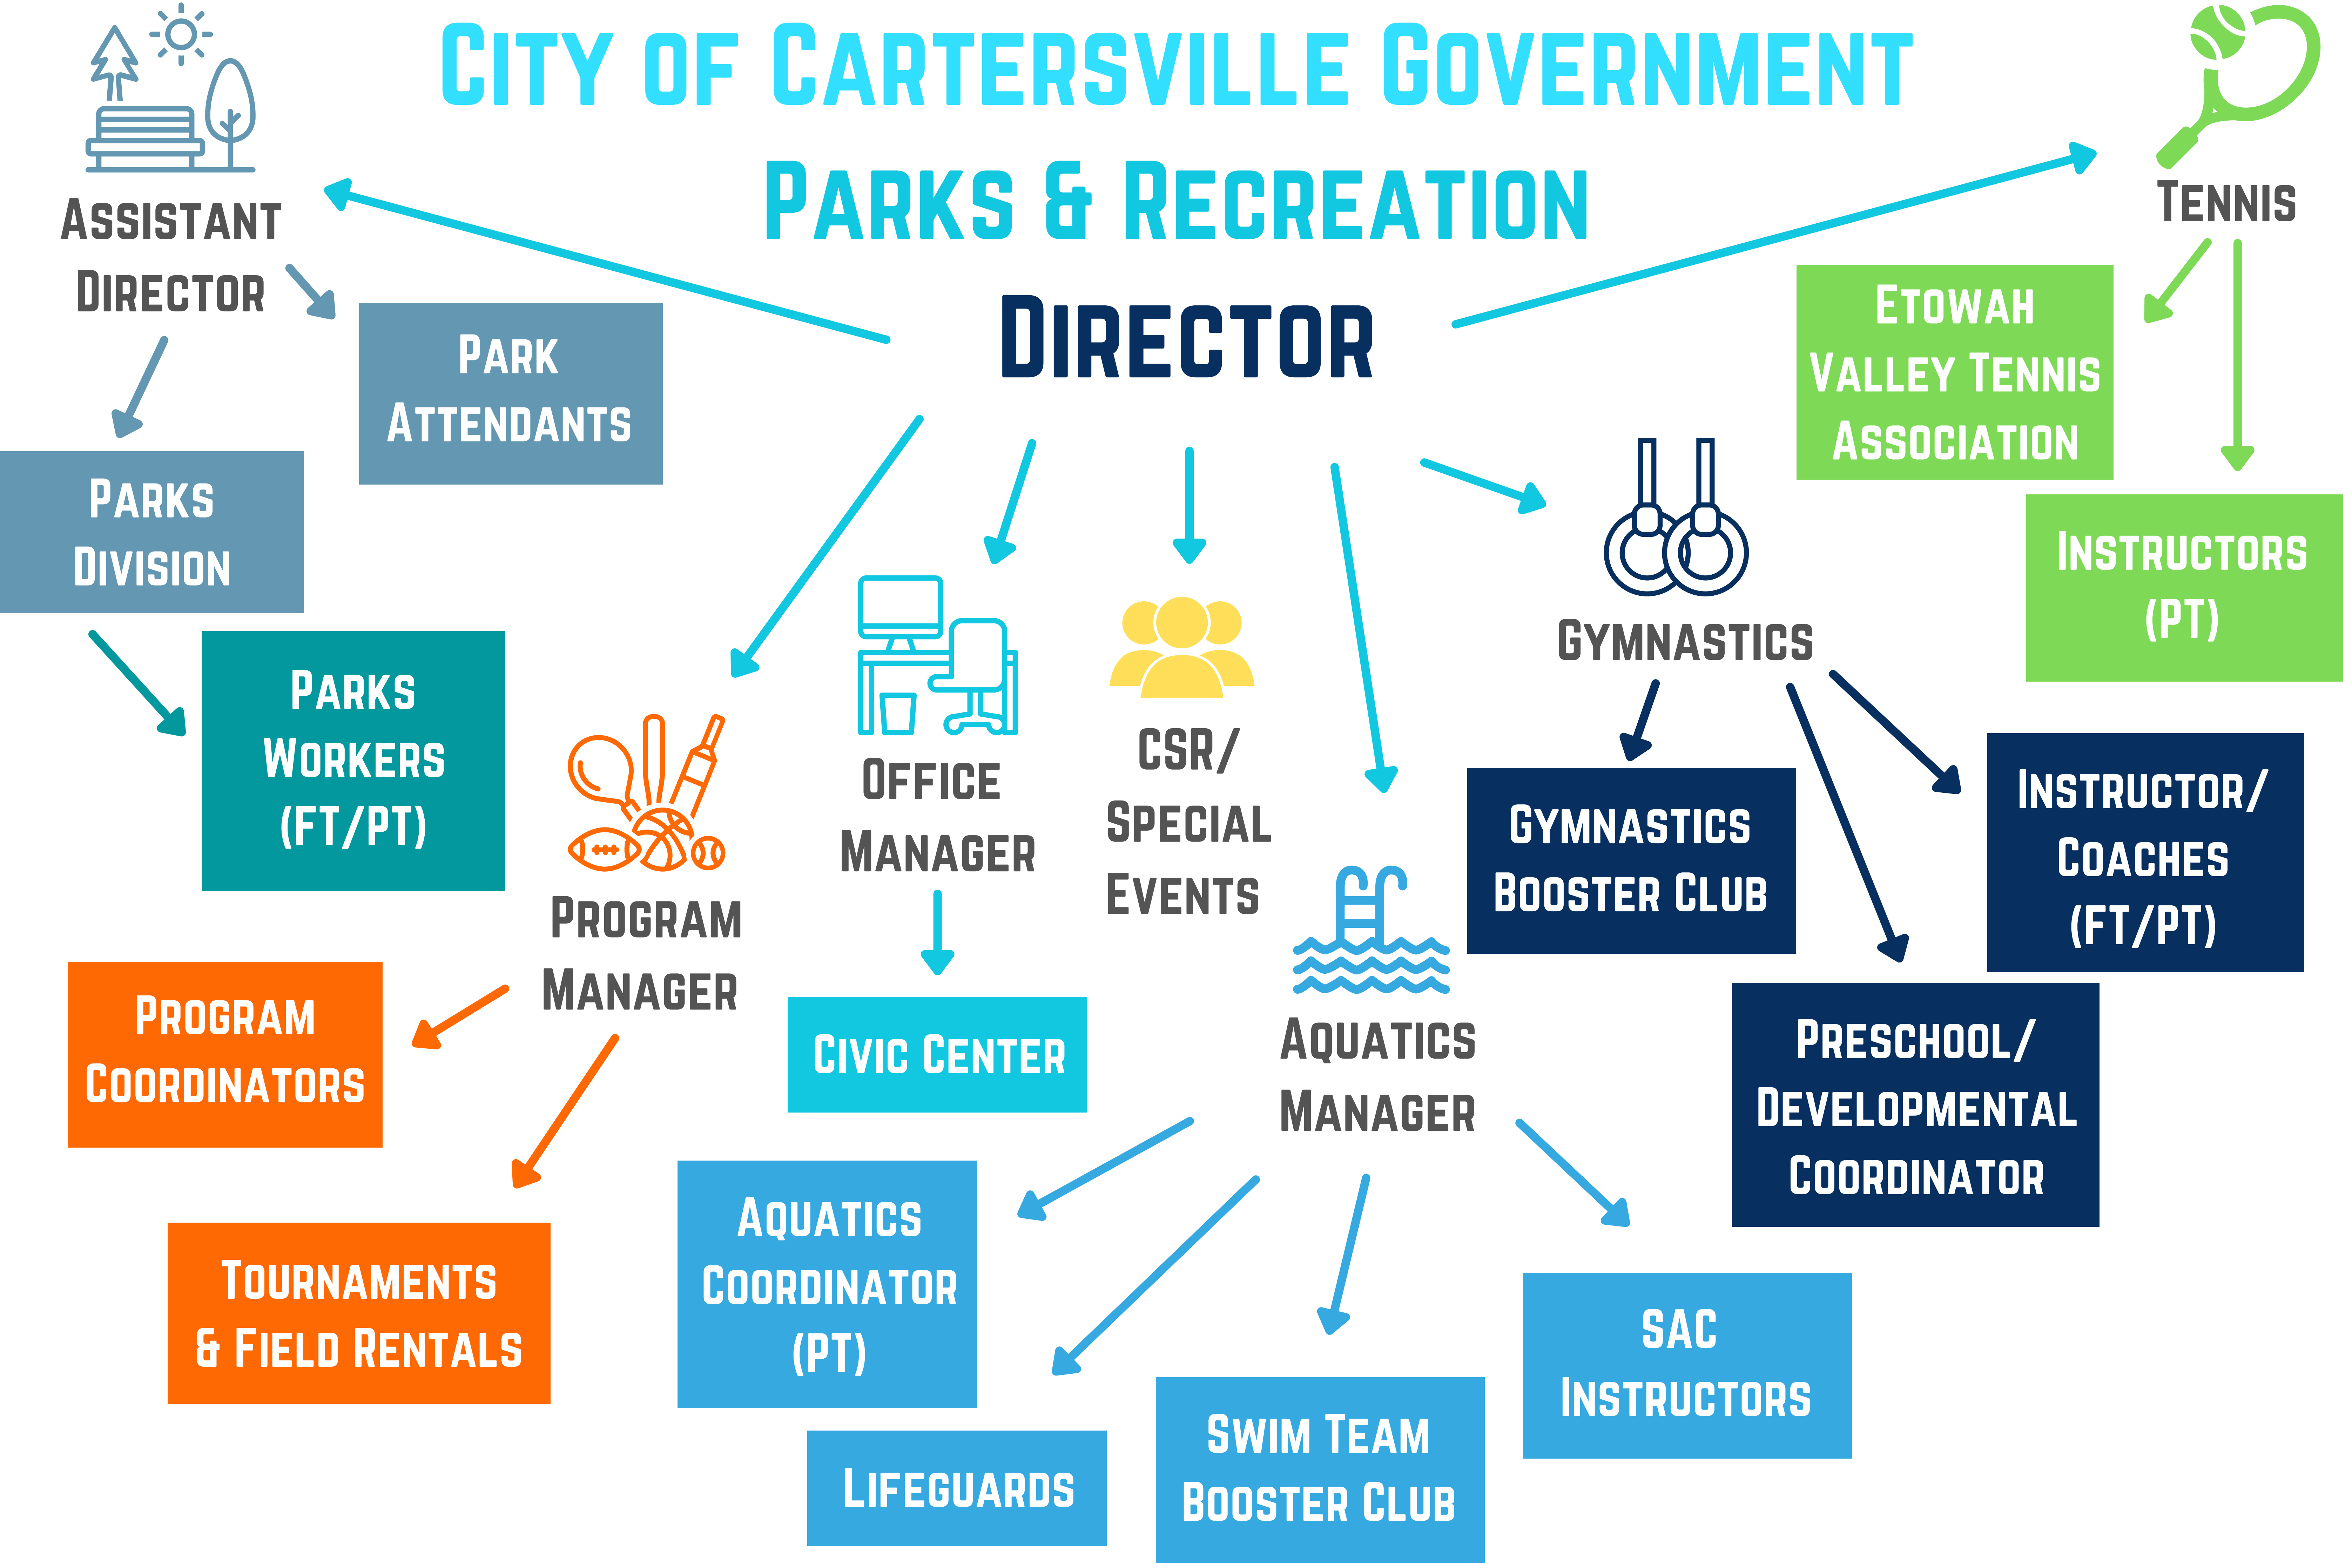 City of Cartersville Government
Parks & Recreation
Director
Assistant
Director
Park
Attendants
Parks
Division
Parks
Workers
(FT/PT)
Program
Manager
Program
Coordinators
Tournaments
& Field Rentals
Office
Manager
Civic Center
CSR/
Special
Events
Aquatics
Manager
Aquatics
Coordinator
(PT)
Lifeguards
Swim Team
Booster Club
SAC
Instructors
Gymnastics
Gymnastics
Booster Club
Instructor/
Coaches
(FT/PT)
Preschool/
Developmental
Coordinator
Tennis
Etowah
Valley Tennis
Association
Instructors
(PT)